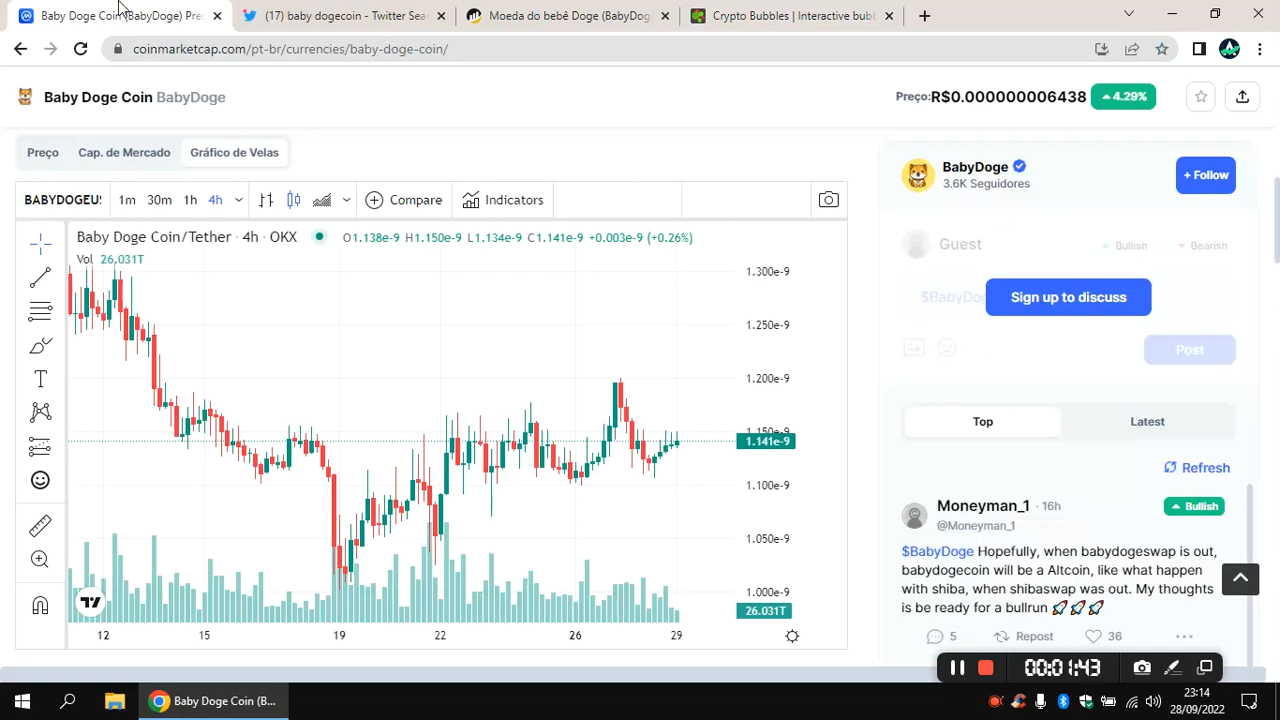 Baby Doge Coin (BabyDoge) Pre
(17) baby dogecoin - Twitter Sea
Moeda do bebê Doge (BabyDog
Crypto Bubbles | Interactive bubb
coinmarketcap.com/pt-br/currencies/baby-doge-coin/
Baby Doge Coin BabyDoge
Preço:R$0.000000006438 4.29%
Preço Cap. de Mercado Gráfico de Velas
BABYDOGEUS 1m 30m 1h 4h Compare Indicators
Baby Doge Coin/Tether · 4h · OKX O1.138e-9 H1.150e-9 L1.134e-9 C1.141e-9 +0.003e-9 (+0.26%)
Vol 26.031T
1.300e-9
1.250e-9
1.200e-9
1.150e-9
1.141e-9
1.100e-9
1.050e-9
1.000e-9
26.031T
12 15 19 22 26 29
BabyDoge
3.6K Seguidores
+ Follow
Guest Bullish Bearish
$BabyDog
Sign up to discuss
Post
Top Latest
Refresh
Moneyman_1 · 16h
Bullish
@Moneyman_1
$BabyDoge Hopefully, when babydogeswap is out,
babydogecoin will be a Altcoin, like what happen
with shiba, when shibaswap was out. My thoughts
is be ready for a bullrun 🚀🚀🚀
5 Repost 36
00:01:43
Baby Doge Coin (B...
23:14
28/09/2022